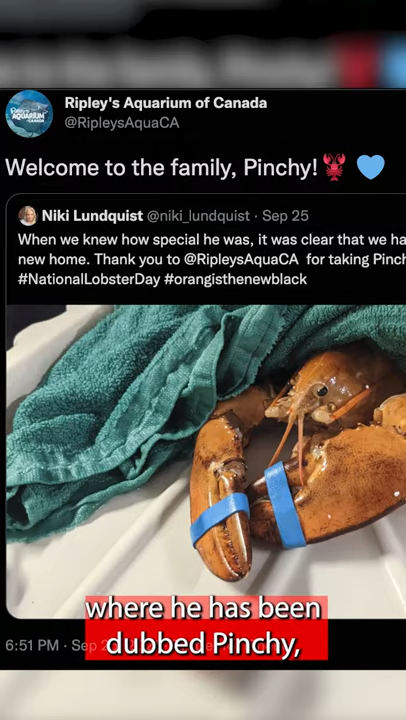 Ripley's Aquarium of Canada
@RipleysAquaCA
Welcome to the family, Pinchy!🦞 💙
Niki Lundquist @niki_lundquist · Sep 25
When we knew how special he was, it was clear that we ha
new home. Thank you to @RipleysAquaCA for taking Pinch
#NationalLobsterDay #orangisthenewblack
where he has been
dubbed Pinchy,
6:51 PM · Sep 2